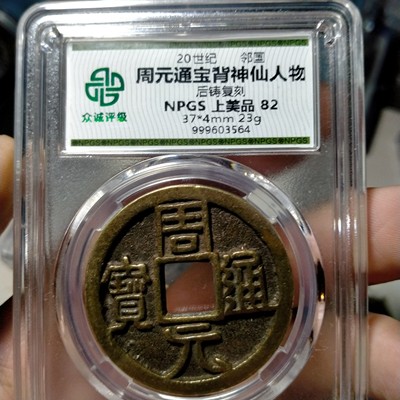 众诚评级
20世纪 邻国
周元通宝背神仙人物
后铸复刻
NPGS 上美品 82
37*4mm 23g
999603564
周
寶 通
元